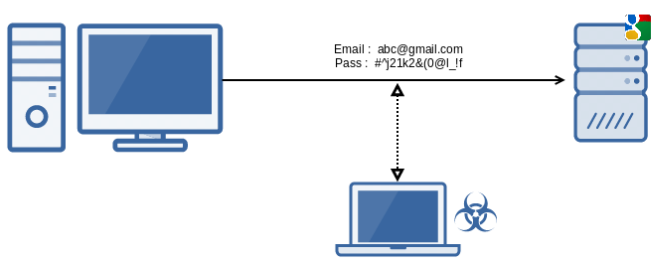 Email : abc@gmail.com
Pass : #^j21k2&(0@l_!f